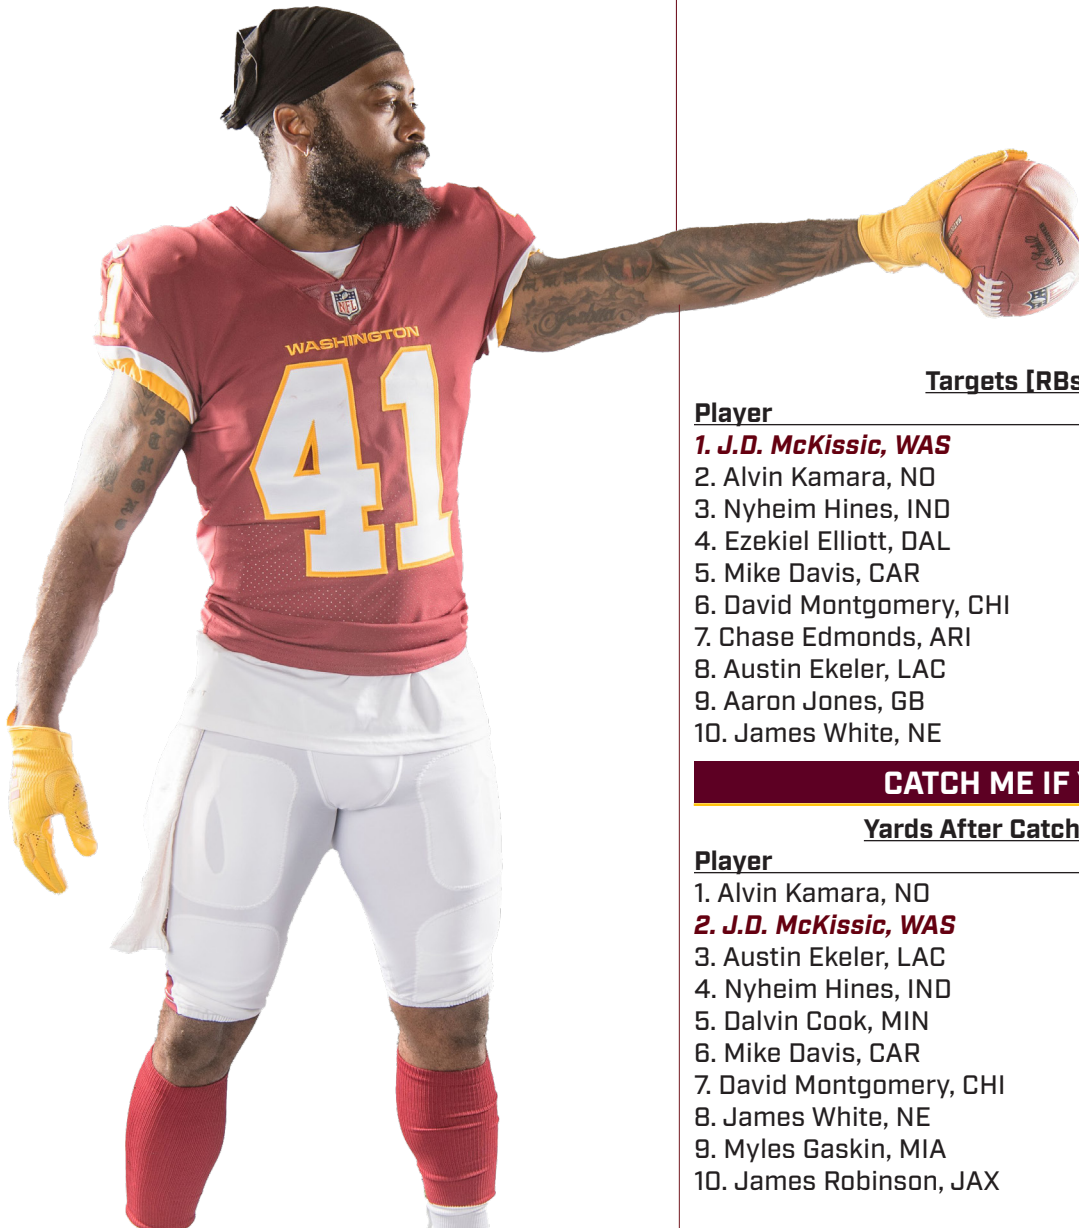 1
NFL
WASHINGTON
41
Targets [RBs
Player
1. J.D. McKissic, WAS
2. Alvin Kamara, NO
3. Nyheim Hines, IND
4. Ezekiel Elliott, DAL
5. Mike Davis, CAR
6. David Montgomery, CHI
7. Chase Edmonds, ARI
8. Austin Ekeler, LAC
9. Aaron Jones, GB
10. James White, NE
CATCH ME IF
Yards After Catch
Player
1. Alvin Kamara, NO
2. J.D. McKissic, WAS
3. Austin Ekeler, LAC
4. Nyheim Hines, IND
5. Dalvin Cook, MIN
6. Mike Davis, CAR
7. David Montgomery, CHI
8. James White, NE
9. Myles Gaskin, MIA
10. James Robinson, JAX